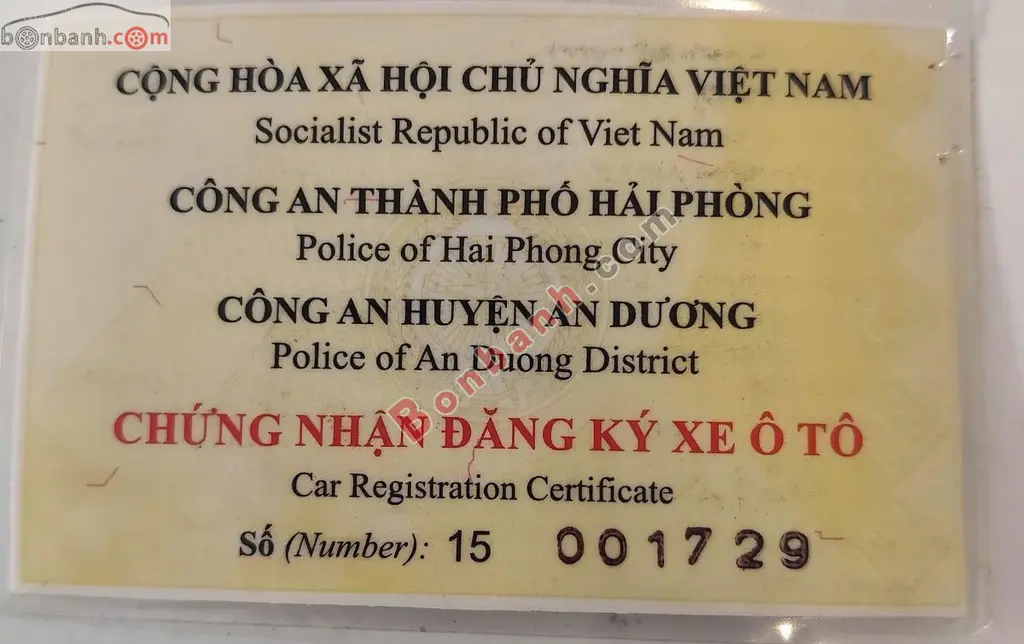 bonbanh.com
CỘNG HÒA XÃ HỘI CHỦ NGHĨA VIỆT NAM
Socialist Republic of Viet Nam
CÔNG AN THÀNH PHỐ HẢI PHÒNG
Police of Hai Phong City
CÔNG AN HUYỆN AN DƯƠNG
Police of An Duong District
Bonbanh.com
CHỨNG NHẬN ĐĂNG KÝ XE Ô TÔ
Car Registration Certificate
Số (Number): 15 001729